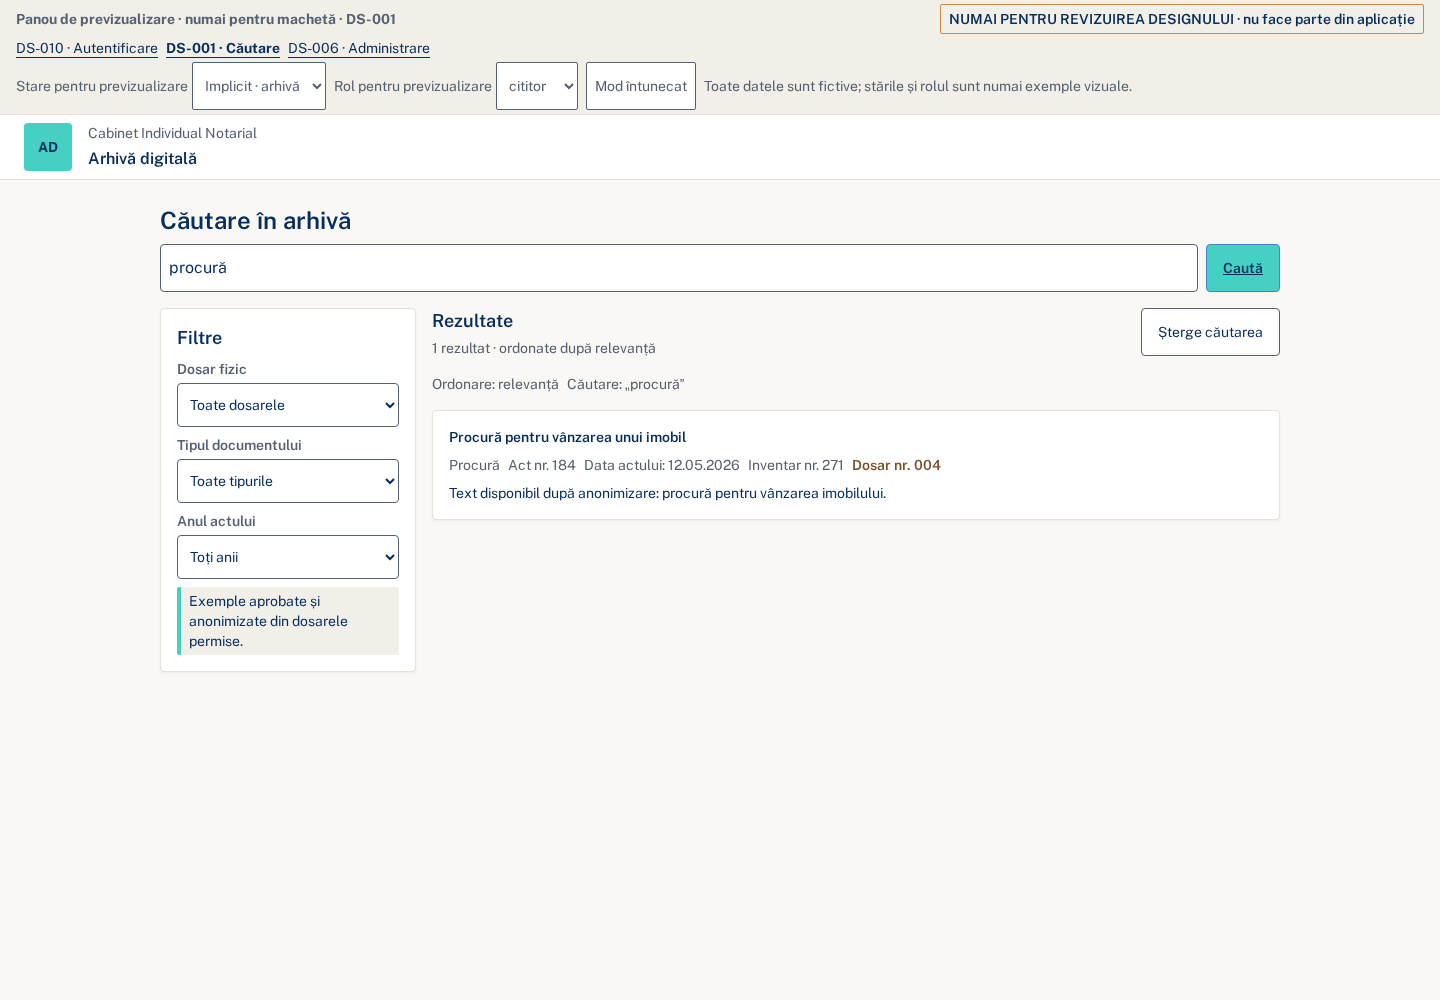 Panou de previzualizare · numai pentru machetă · DS-001
NUMAI PENTRU REVIZUIREA DESIGNULUI · nu face parte din aplicație
DS-010 · Autentificare DS-001 · Căutare DS-006 · Administrare
Stare pentru previzualizare Implicit · arhivă Rol pentru previzualizare cititor Mod întunecat Toate datele sunt fictive; stările și rolul sunt numai exemple vizuale.
AD
Cabinet Individual Notarial
Arhivă digitală
Căutare în arhivă
procură
Caută
Filtre
Dosar fizic
Toate dosarele
Tipul documentului
Toate tipurile
Anul actului
Toți anii
Exemple aprobate și
anonimizate din dosarele
permise.
Rezultate
1 rezultat · ordonate după relevanță
Șterge căutarea
Ordonare: relevanță Căutare: „procură”
Procură pentru vânzarea unui imobil
Procură Act nr. 184 Data actului: 12.05.2026 Inventar nr. 271 Dosar nr. 004
Text disponibil după anonimizare: procură pentru vânzarea imobilului.